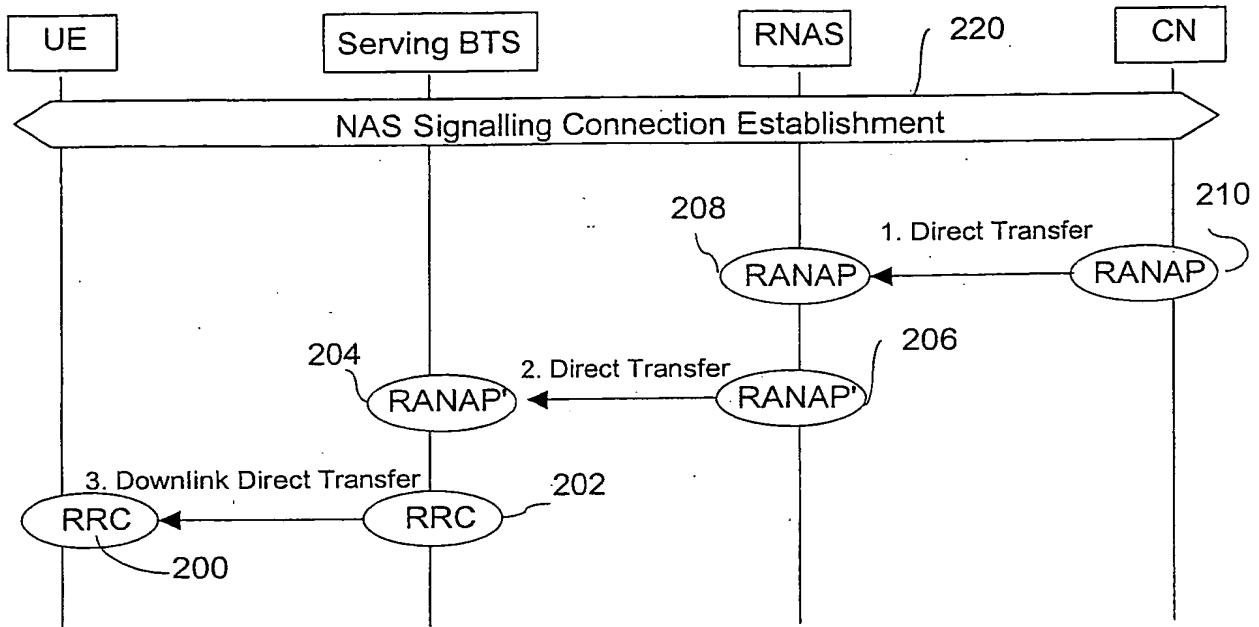 UE
Serving BTS
RNAS
220
CN
NAS Signalling Connection Establishment
210
208
1. Direct Transfer
RANAP
RANAP
206
204
2. Direct Transfer
RANAP'
RANAP'
3. Downlink Direct Transfer
202
RRC
RRC
200